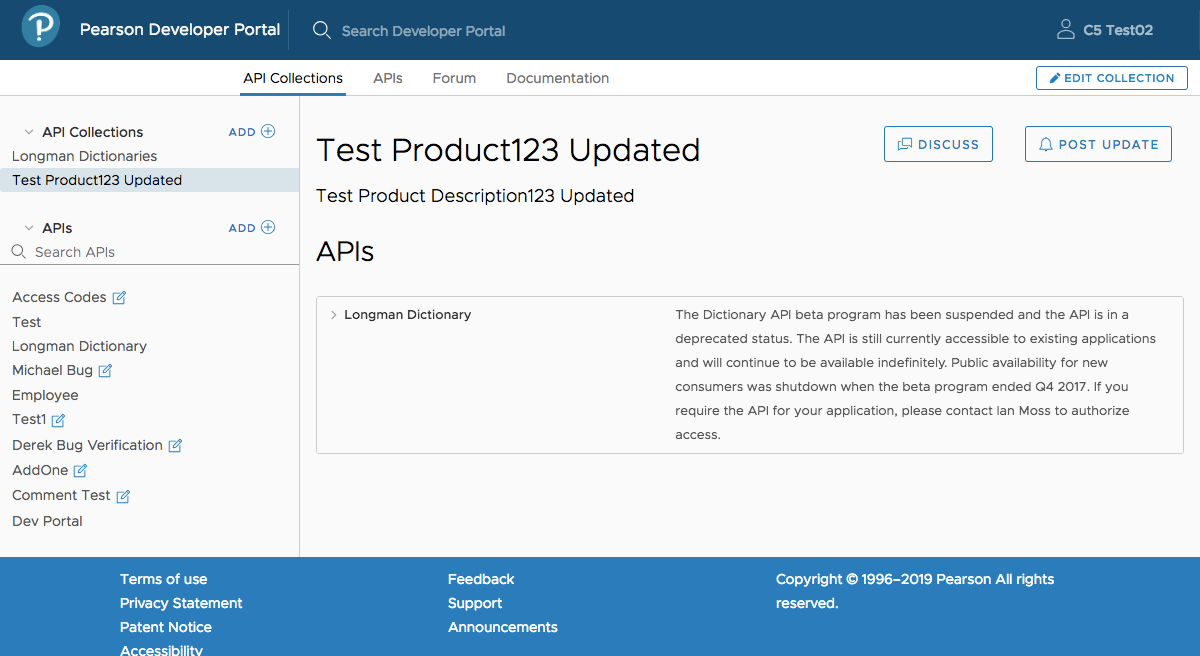 Pearson Developer Portal
Search Developer Portal
C5 Test02
API Collections
APIs
Forum
Documentation
EDIT COLLECTION
API Collections
ADD
Longman Dictionaries
Test Product123 Updated
APIs
ADD
Search APIs
Access Codes
Test
Longman Dictionary
Michael Bug
Employee
Test1
Derek Bug Verification
AddOne
Comment Test
Dev Portal
Test Product123 Updated
DISCUSS
POST UPDATE
Test Product Description123 Updated
APIs
Longman Dictionary
The Dictionary API beta program has been suspended and the API is in a
deprecated status. The API is still currently accessible to existing applications
and will continue to be available indefinitely. Public availability for new
consumers was shutdown when the beta program ended Q4 2017. If you
require the API for your application, please contact Ian Moss to authorize
access.
Terms of use
Privacy Statement
Patent Notice
Accessibility
Feedback
Support
Announcements
Copyright © 1996–2019 Pearson All rights
reserved.